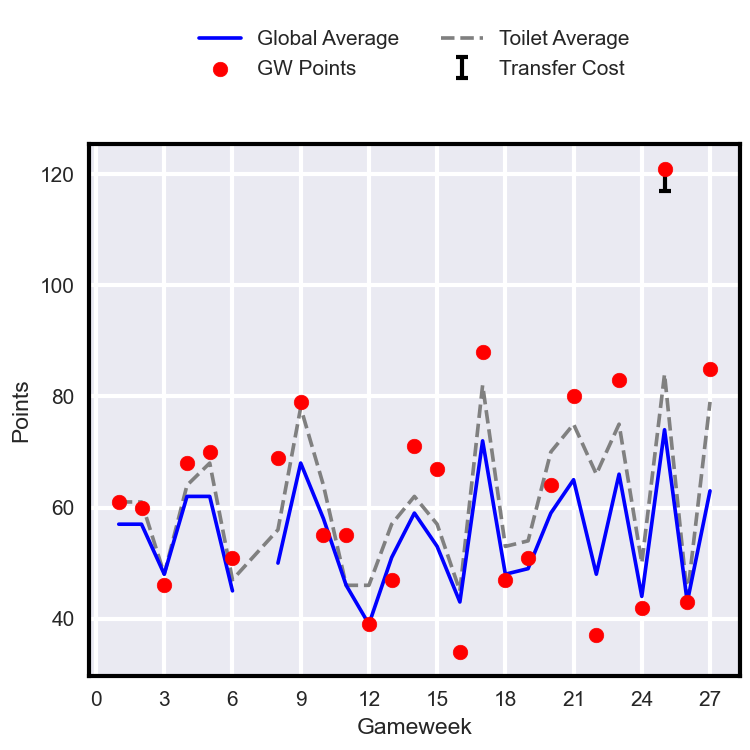 Global Average Toilet Average
GW Points Transfer Cost
120
100
80
60
40
Points
0 3 6 9 12 15 18 21 24 27
Gameweek